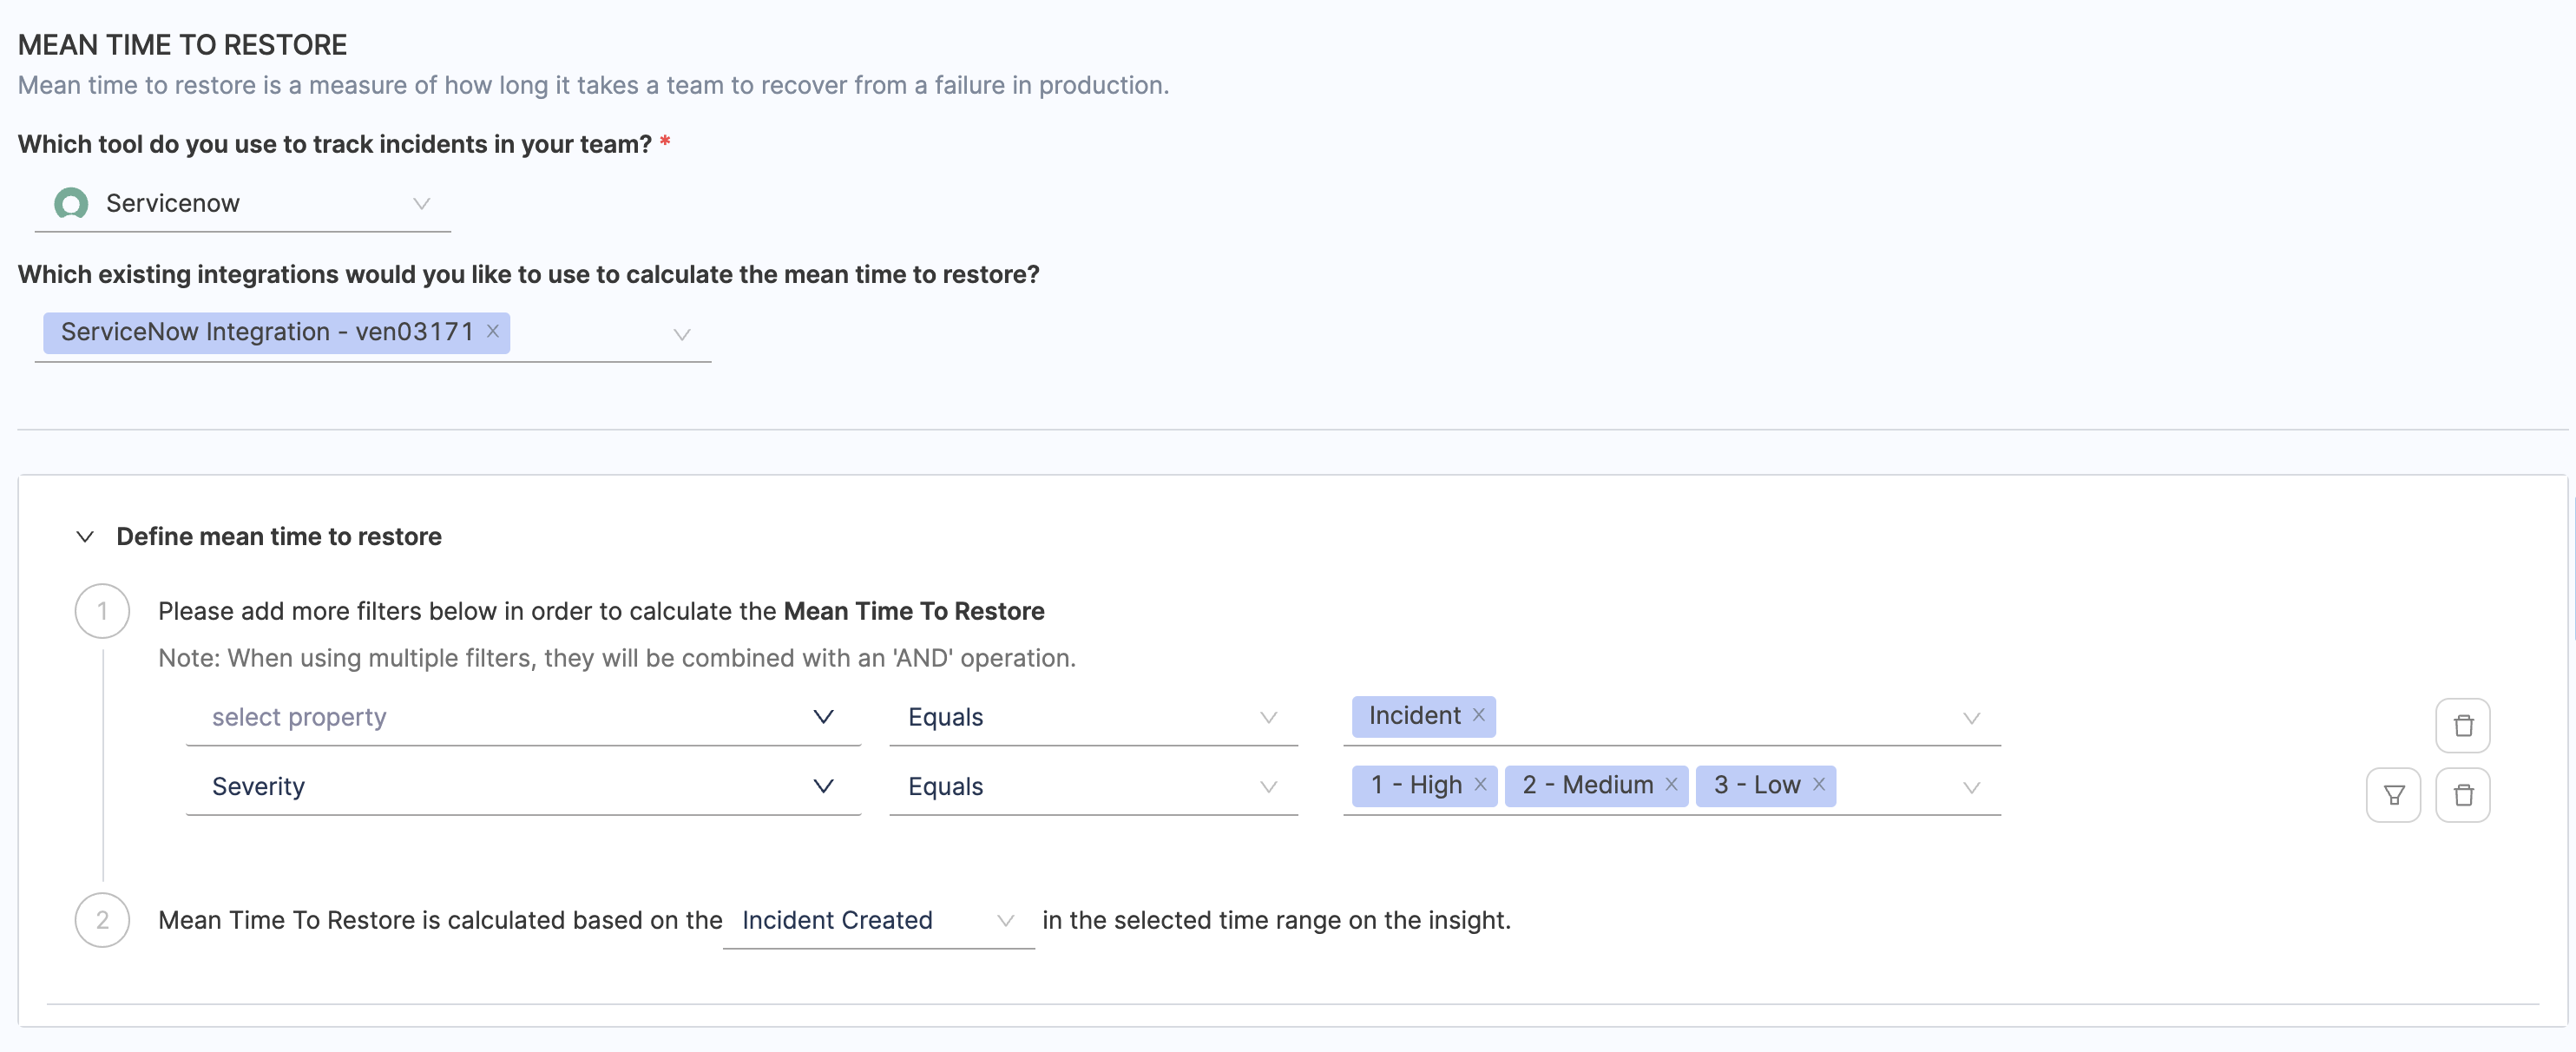 MEAN TIME TO RESTORE
Mean time to restore is a measure of how long it takes a team to recover from a failure in production.
Which tool do you use to track incidents in your team? *
Servicenow
Which existing integrations would you like to use to calculate the mean time to restore?
ServiceNow Integration - ven03171
Define mean time to restore
1 Please add more filters below in order to calculate the Mean Time To Restore
Note: When using multiple filters, they will be combined with an 'AND' operation.
select property Equals Incident
Severity Equals 1 - High 2 - Medium 3 - Low
2 Mean Time To Restore is calculated based on the Incident Created in the selected time range on the insight.